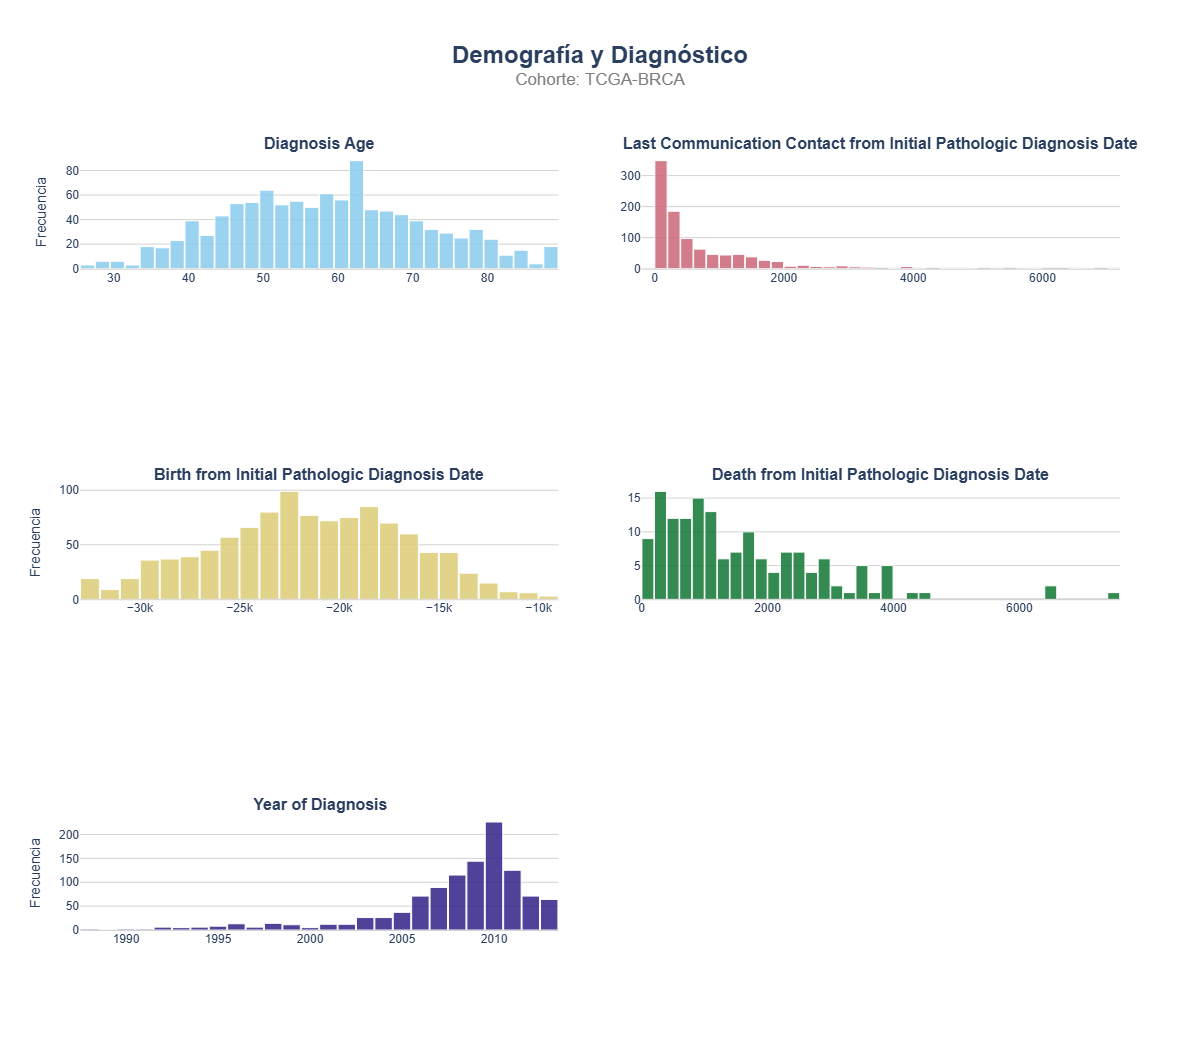 Demografía y Diagnóstico
Cohorte: TCGA-BRCA
Diagnosis Age
Frecuencia
80
60
40
20
0
30 40 50 60 70 80
Last Communication Contact from Initial Pathologic Diagnosis Date
300
200
100
0
0 2000 4000 6000
Birth from Initial Pathologic Diagnosis Date
Frecuencia
100
50
0
−30k −25k −20k −15k −10k
Death from Initial Pathologic Diagnosis Date
15
10
5
0
0 2000 4000 6000
Year of Diagnosis
Frecuencia
200
150
100
50
0
1990 1995 2000 2005 2010